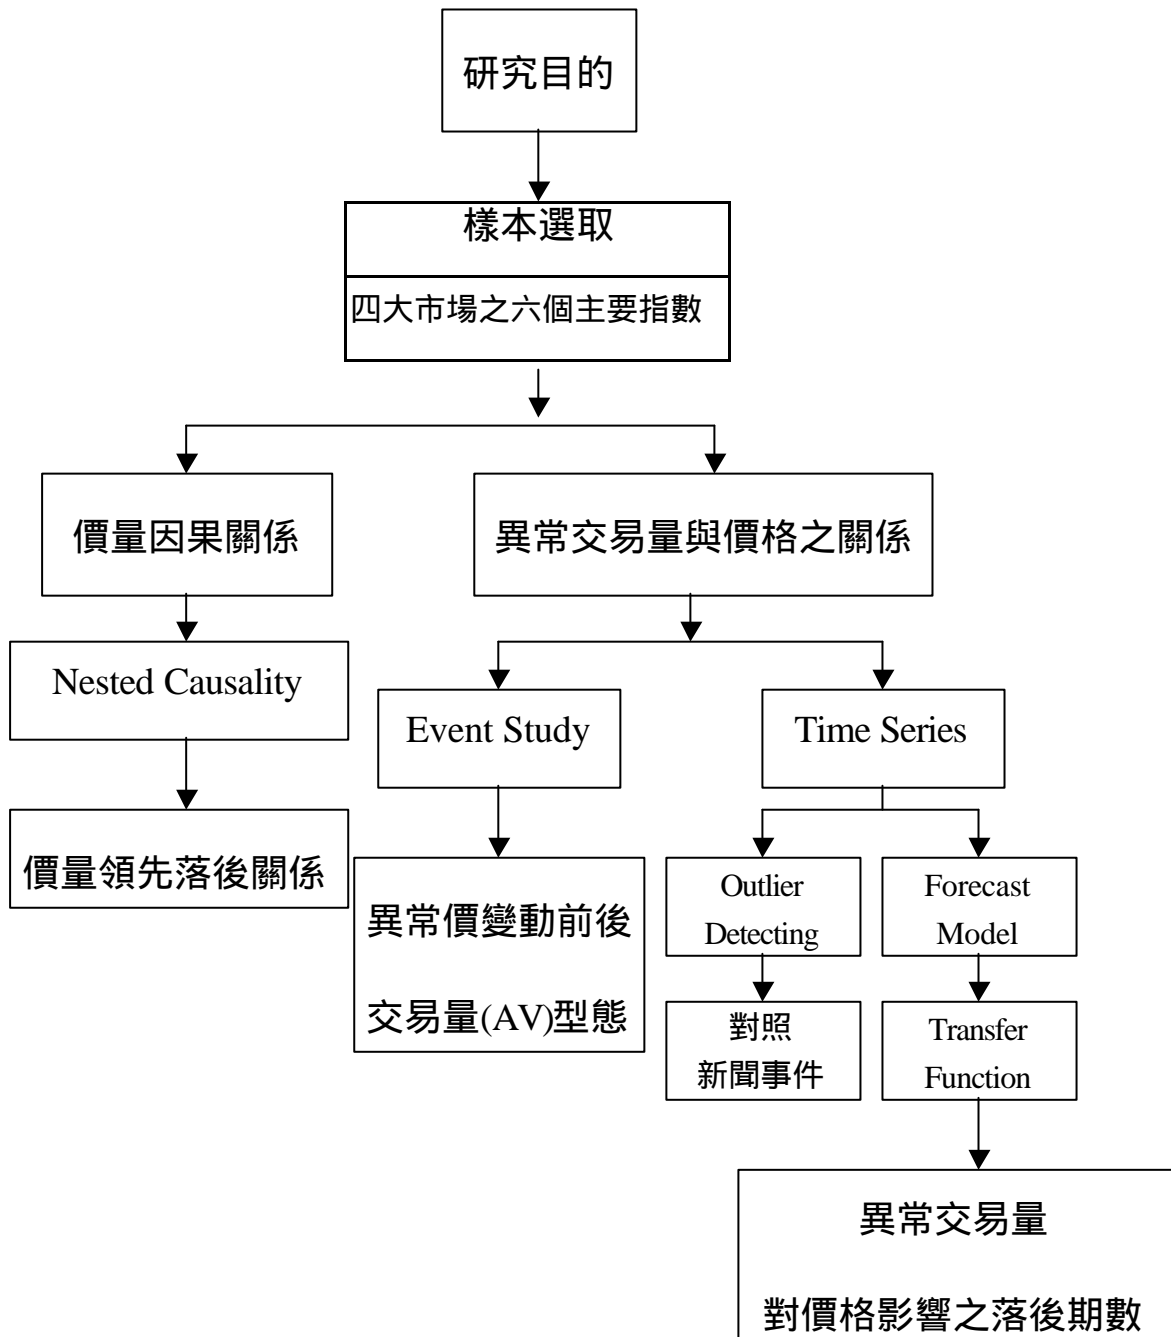 研究目的
樣本選取
四大市場之六個主要指數
價量因果關係
異常交易量與價格之關係
Nested Causality
Event Study
Time Series
價量領先落後關係
異常價變動前後
交易量(AV)型態
Outlier
Detecting
Forecast
Model
對照
新聞事件
Transfer
Function
異常交易量
對價格影響之落後期數